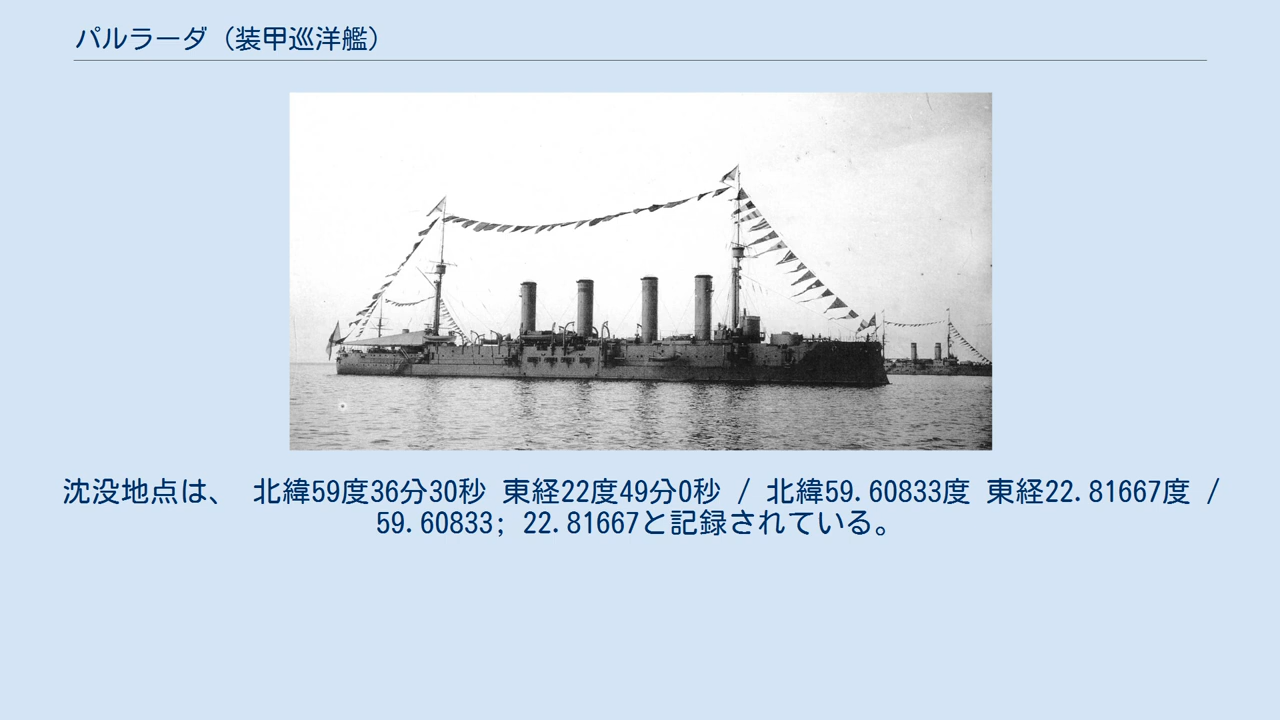 パルラーダ（装甲巡洋艦）
沈没地点は、 北緯59度36分30秒 東経22度49分0秒 / 北緯59.60833度 東経22.81667度 /
59.60833; 22.81667と記録されている。